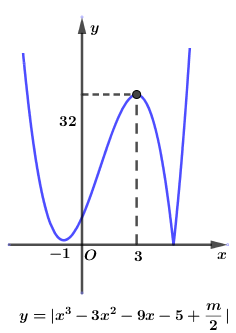 y
32
−1 O 3 x
y = |x³ − 3x² − 9x − 5 + m/2|